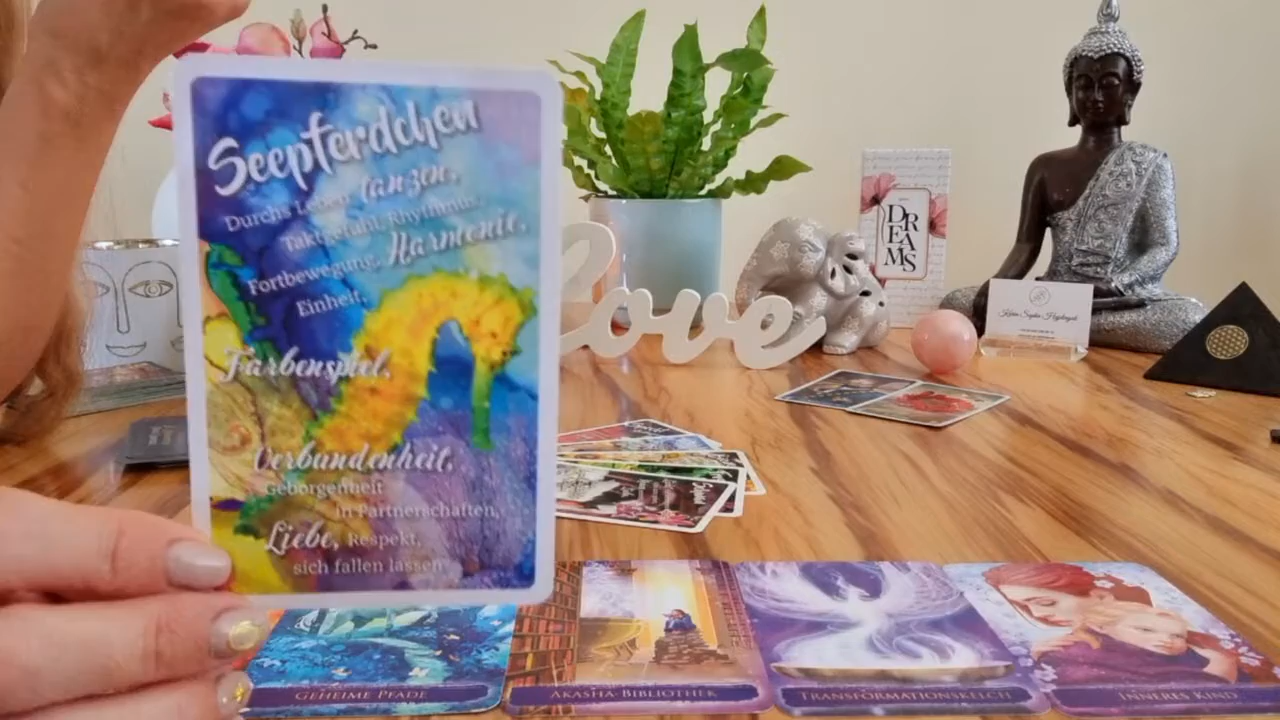 Seepferdchen
Durchs Leben tanzen,
Taktgefühl, Rhythmus,
Fortbewegung, Harmonie,
Einheit,
Farbenspiel,
Verbundenheit,
Geborgenheit
in Partnerschaften,
Liebe, Respekt,
sich fallen lassen
love
DREAMS
GEHEIME PFADE
AKASHA-BIBLIOTHEK
TRANSFORMATIONSKELCH
INNERES KIND